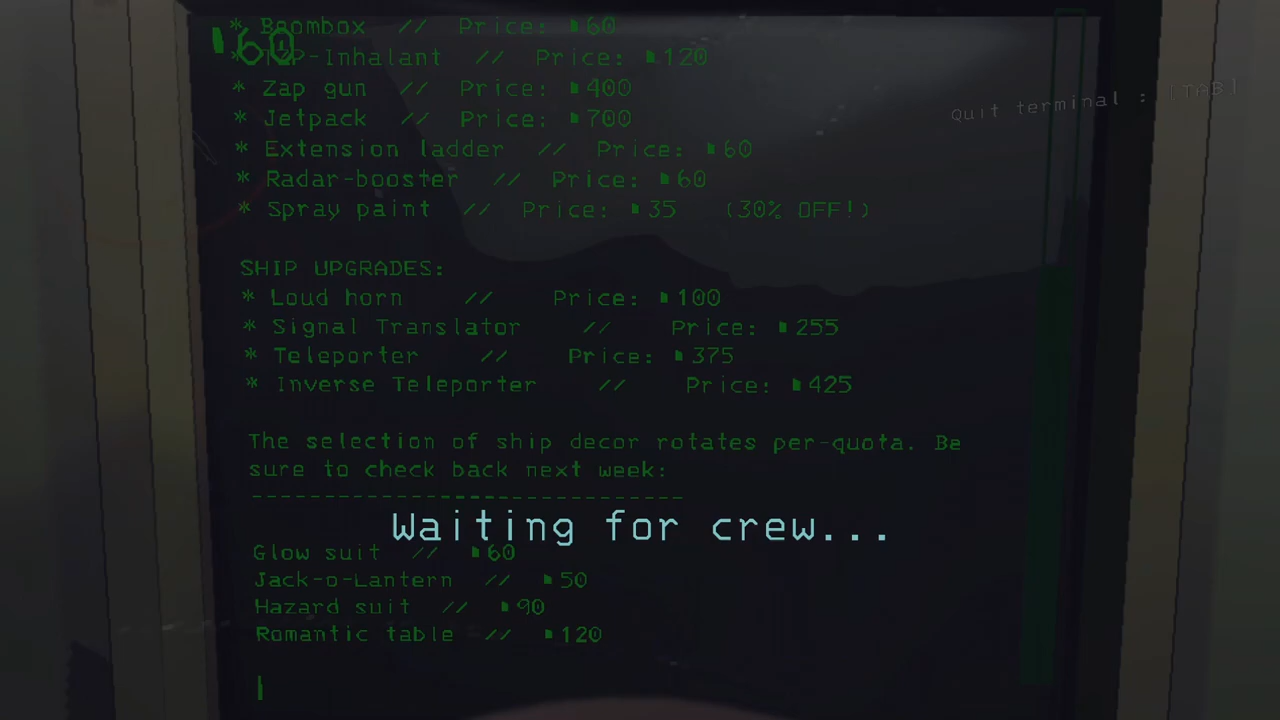 * Boombox // Price: 60
60
* TZP-Inhalant // Price: 120
* Zap gun // Price: 400
* Jetpack // Price: 700
Quit terminal : [TAB]
* Extension ladder // Price: 60
* Radar-booster // Price: 60
* Spray paint // Price: 35 (30% OFF!)
SHIP UPGRADES:
* Loud horn // Price: 100
* Signal Translator // Price: 255
* Teleporter // Price: 375
* Inverse Teleporter // Price: 425
The selection of ship decor rotates per-quota. Be
sure to check back next week:
------------------------------
Waiting for crew...
Glow suit // 60
Jack-o-Lantern // 50
Hazard suit // 90
Romantic table // 120